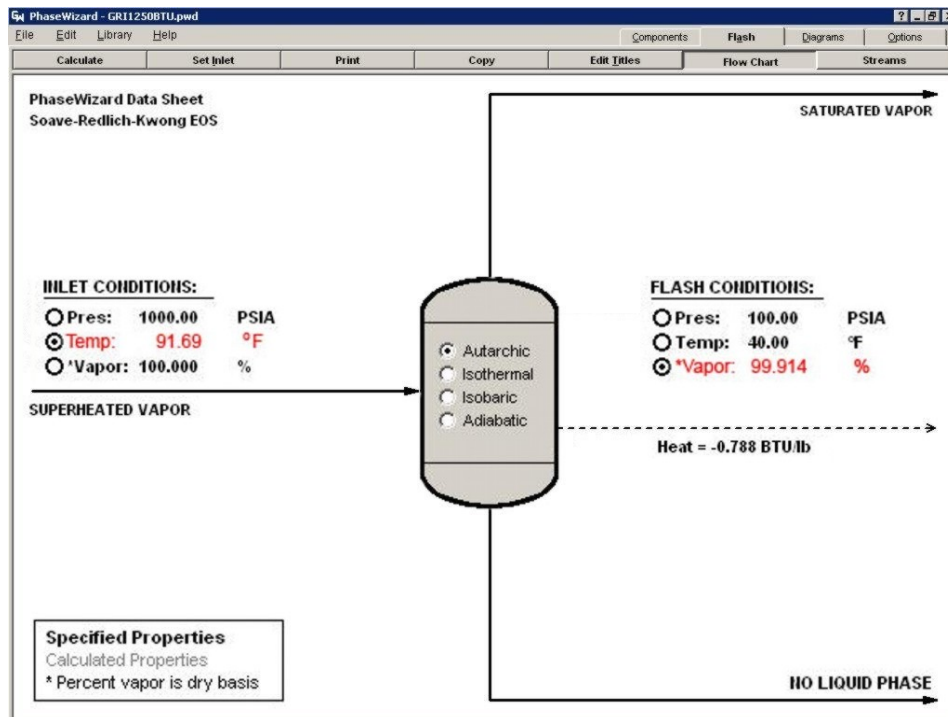 PhaseWizard - GRI1250BTU.pwd
File Edit Library Help Components Flash Diagrams Options
Calculate Set Inlet Print Copy Edit Titles Flow Chart Streams
PhaseWizard Data Sheet
Soave-Redlich-Kwong EOS
SATURATED VAPOR
INLET CONDITIONS:
Pres: 1000.00 PSIA
Temp: 91.69 °F
*Vapor: 100.000 %
SUPERHEATED VAPOR
Autarchic
Isothermal
Isobaric
Adiabatic
FLASH CONDITIONS:
Pres: 100.00 PSIA
Temp: 40.00 °F
*Vapor: 99.914 %
Heat = -0.788 BTU/lb
Specified Properties
Calculated Properties
* Percent vapor is dry basis
NO LIQUID PHASE